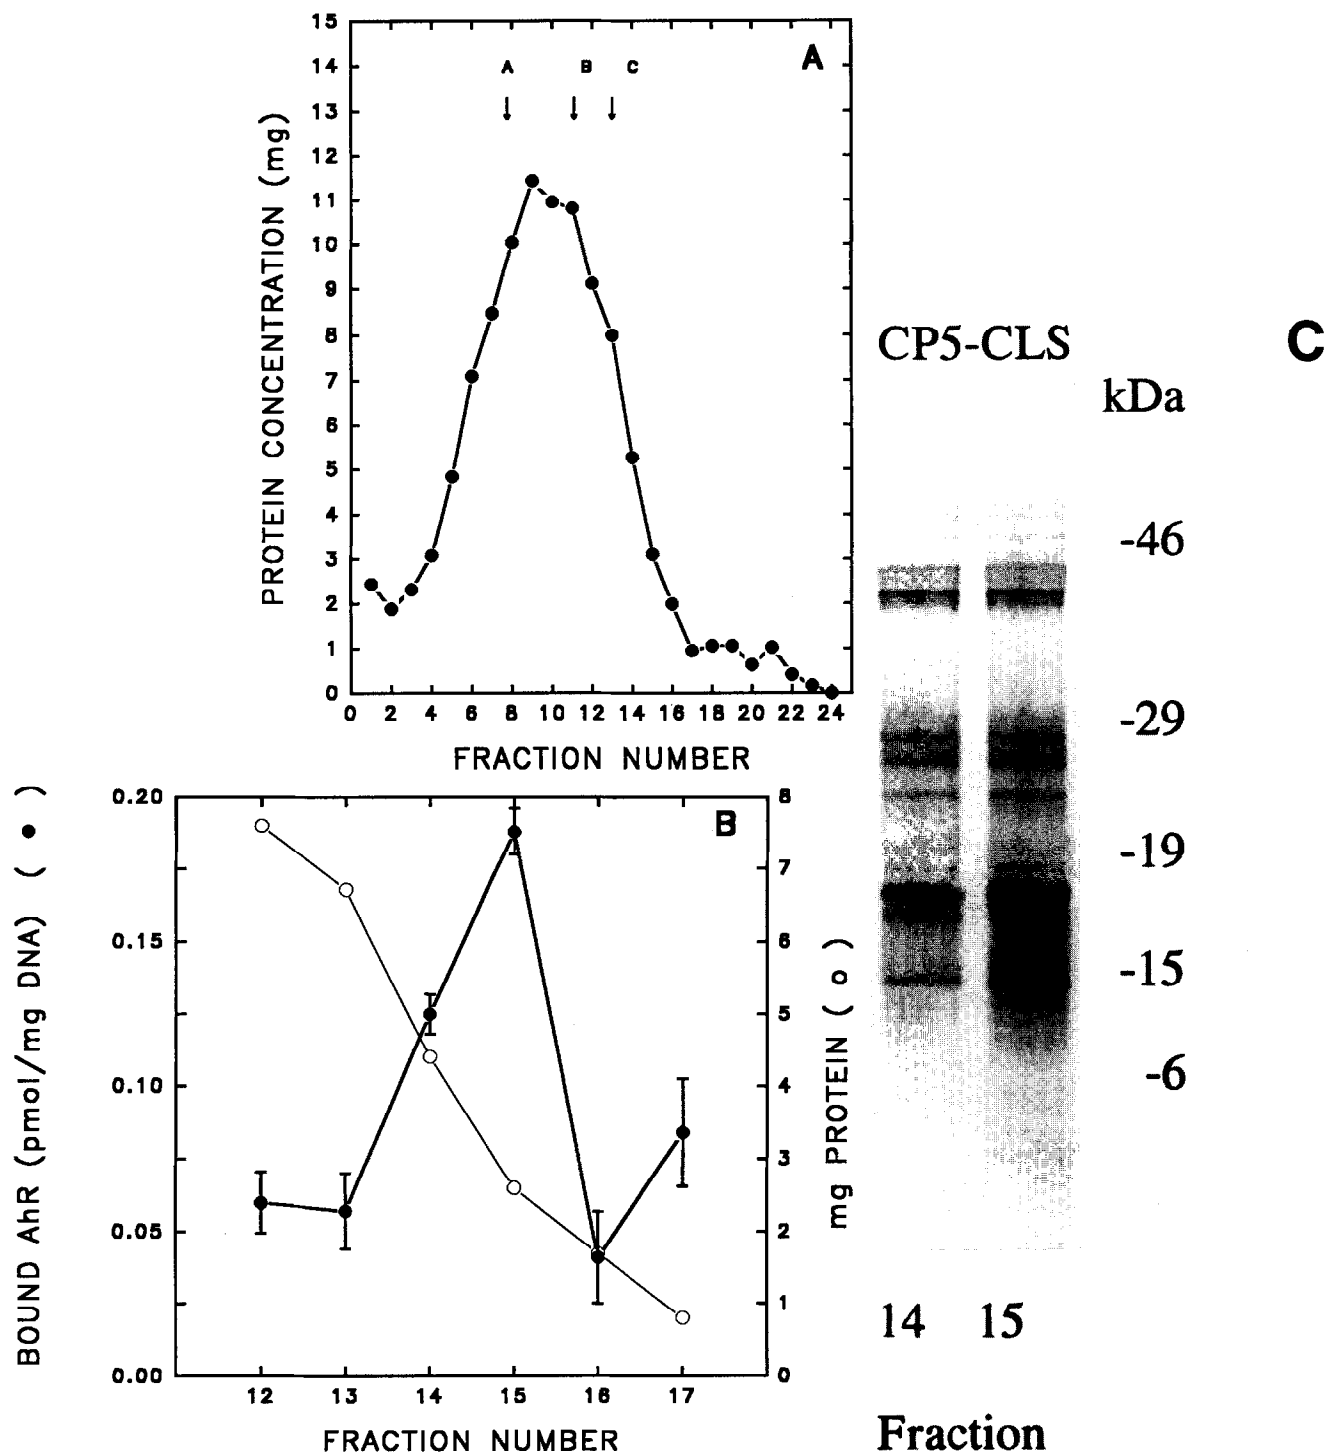 15
14
13
12
11
10
9
8
7
6
5
4
3
2
1
0
PROTEIN CONCENTRATION (mg)
A B C
A
0 2 4 6 8 10 12 14 16 18 20 22 24
FRACTION NUMBER
BOUND AhR (pmol/mg DNA) ( ● )
0.20
0.15
0.10
0.05
0.00
B
8
7
6
5
4
3
2
1
0
mg PROTEIN ( o )
12 13 14 15 16 17
FRACTION NUMBER
C
CP5-CLS
kDa
-46
-29
-19
-15
-6
14 15
Fraction